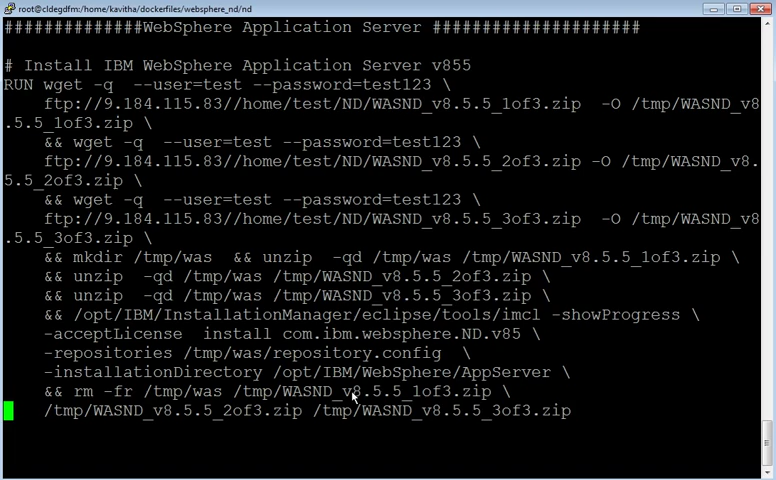 root@cldegdfm:/home/kavitha/dockerfiles/websphere_nd/nd
##############WebSphere Application Server #####################
# Install IBM WebSphere Application Server v855
RUN wget -q  --user=test --password=test123 \
    ftp://9.184.115.83//home/test/ND/WASND_v8.5.5_1of3.zip  -O /tmp/WASND_v8
.5.5_1of3.zip \
    && wget -q  --user=test --password=test123 \
    ftp://9.184.115.83//home/test/ND/WASND_v8.5.5_2of3.zip -O /tmp/WASND_v8.
5.5_2of3.zip \
    && wget -q  --user=test --password=test123 \
    ftp://9.184.115.83//home/test/ND/WASND_v8.5.5_3of3.zip  -O /tmp/WASND_v8
.5.5_3of3.zip \
    && mkdir /tmp/was  && unzip  -qd /tmp/was /tmp/WASND_v8.5.5_1of3.zip \
    && unzip  -qd /tmp/was /tmp/WASND_v8.5.5_2of3.zip \
    && unzip  -qd /tmp/was /tmp/WASND_v8.5.5_3of3.zip \
    && /opt/IBM/InstallationManager/eclipse/tools/imcl -showProgress \
    -acceptLicense  install com.ibm.websphere.ND.v85 \
    -repositories /tmp/was/repository.config  \
    -installationDirectory /opt/IBM/WebSphere/AppServer \
    && rm -fr /tmp/was /tmp/WASND_v8.5.5_1of3.zip \
    /tmp/WASND_v8.5.5_2of3.zip /tmp/WASND_v8.5.5_3of3.zip